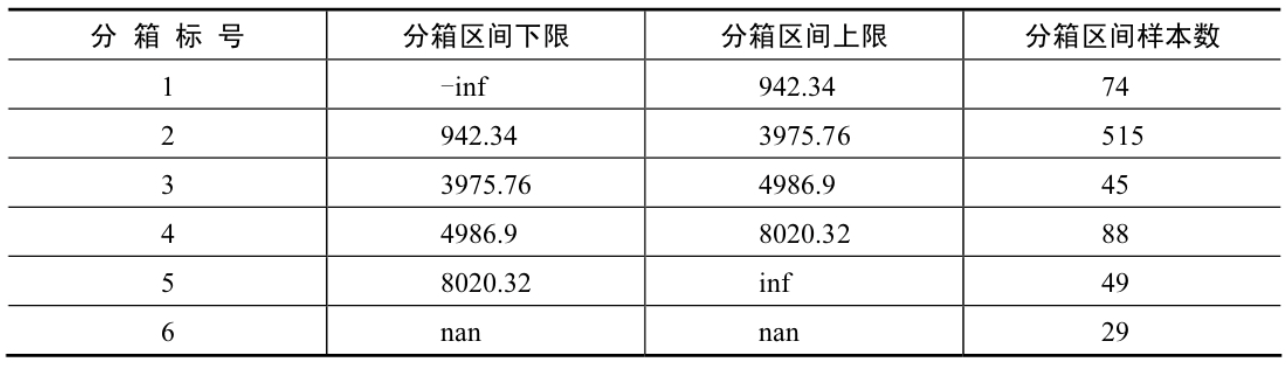 分 箱 标 号 分箱区间下限 分箱区间上限 分箱区间样本数
1 -inf 942.34 74
2 942.34 3975.76 515
3 3975.76 4986.9 45
4 4986.9 8020.32 88
5 8020.32 inf 49
6 nan nan 29